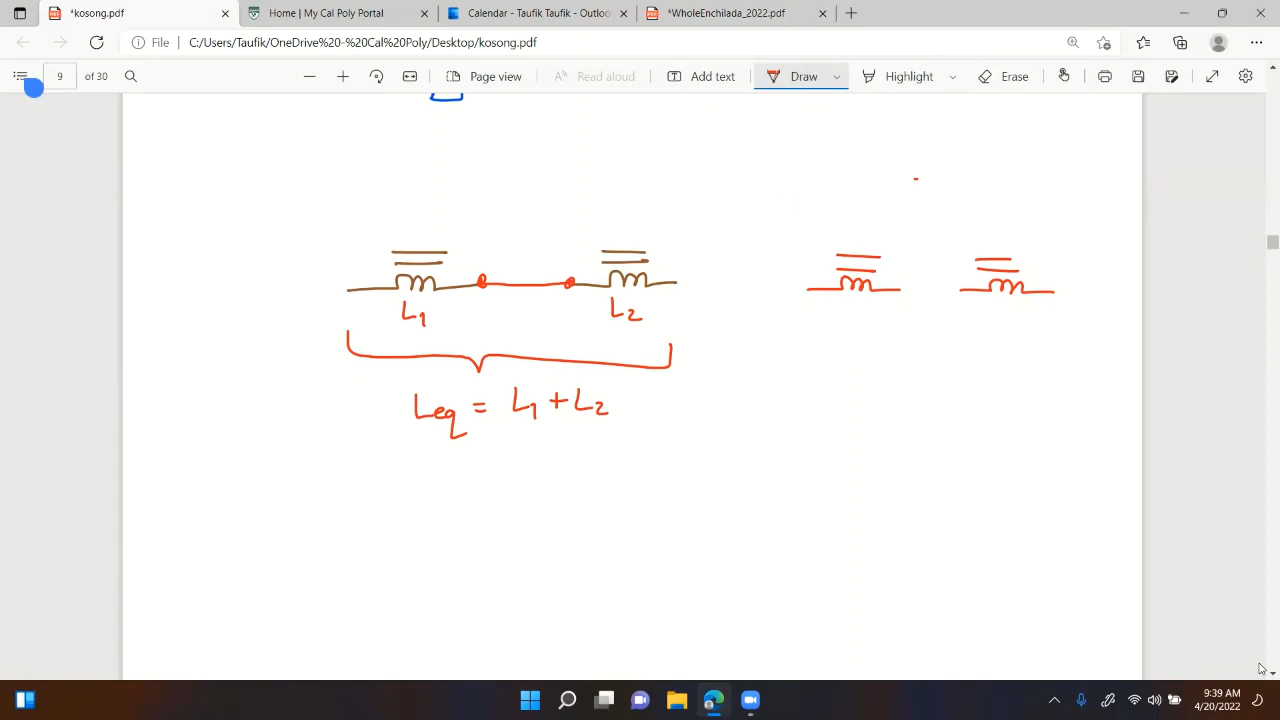 *kosong.pdf
Home | My Cal Poly Portal
Calendar - Taufik Taufik - Outloo
*WholeEnchilada_2022.pdf
File
C:/Users/Taufik/OneDrive%20-%20Cal%20Poly/Desktop/kosong.pdf
9 of 30
Page view
Read aloud
Add text
Draw
Highlight
Erase
L1
L2
Leq = L1 + L2
9:39 AM
4/20/2022